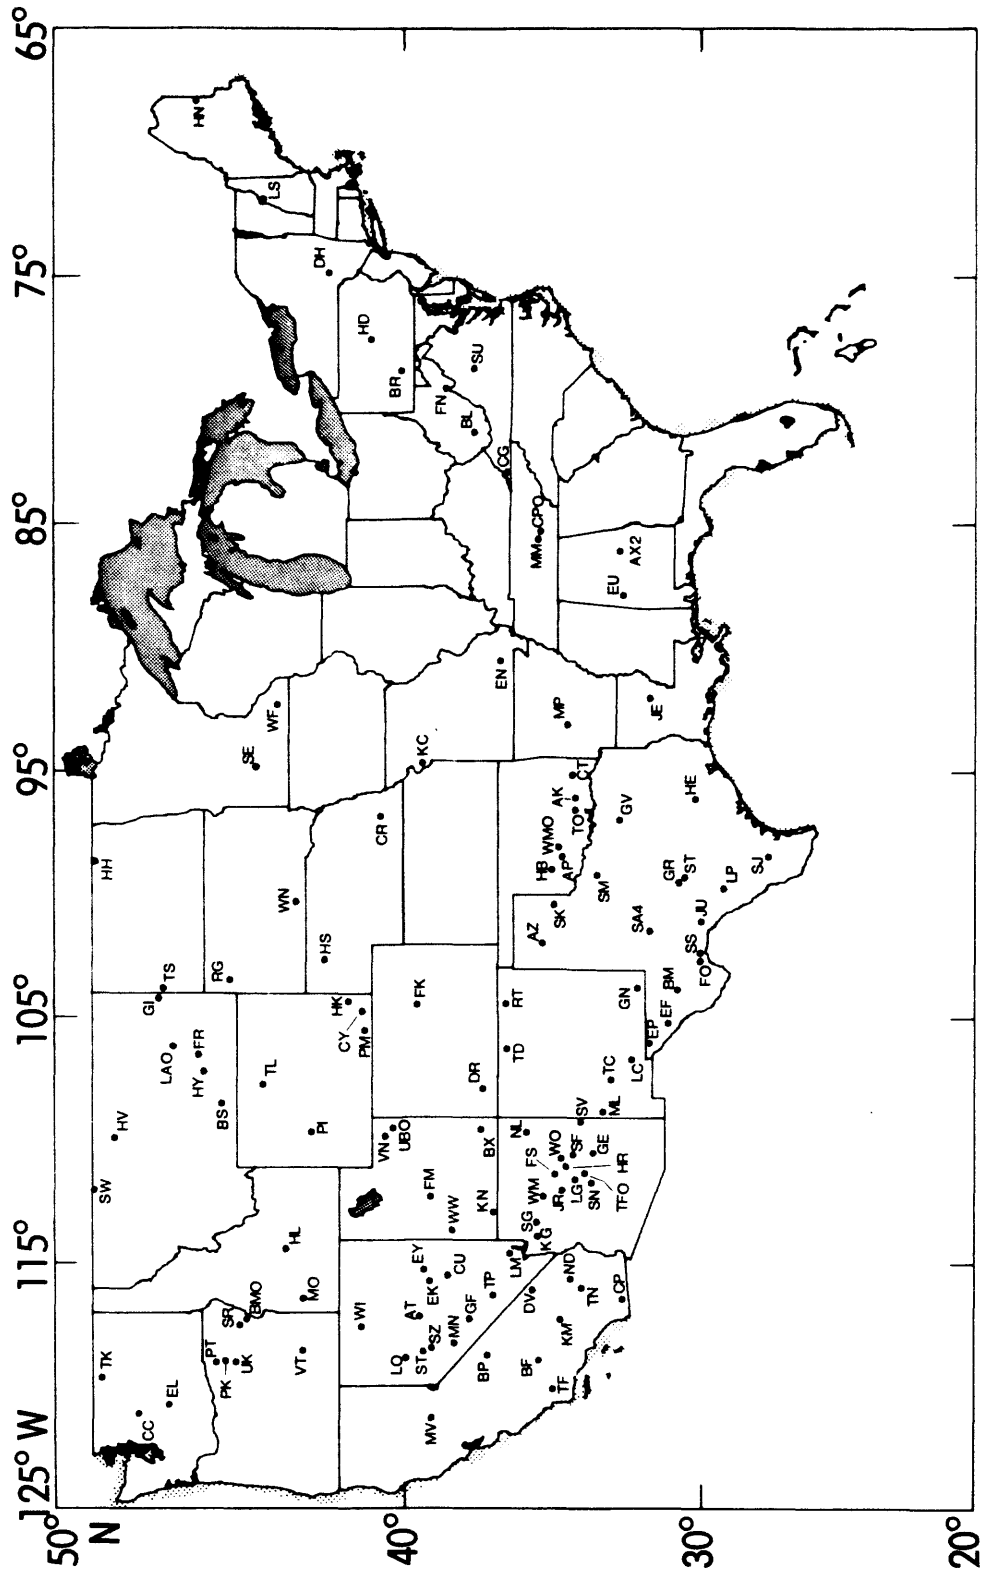 65°
75°
85°
95°
105°
115°
125° W
50°
N
40°
30°
20°
HN
LS
DH
HD
BR
SU
FN
BL
CG
CPO
MM
AX2
EU
EN
MP
JE
KC
WF
SE
HH
CR
WN
HS
RG
TS
GI
CT
AK
TO
WMO
HB
AP
GV
HE
SM
SK
AZ
GR
ST
LP
SJ
SA4
JU
SS
FO
BM
EF
EP
GN
LC
RT
TD
TC
ML
FK
DR
HK
CY
PM
TL
PI
LAO
FR
HY
BS
HV
SW
VN
UBO
BX
FM
WW
KN
NL
SV
WO
SF
GE
FS
HR
WM
JR
LG
SN
TFO
SG
KG
LM
HL
MO
BMO
SR
PT
PK
UK
VT
TK
EL
CC
WI
EY
EK
CU
AT
SZ
MN
GF
TP
LQ
ST
BP
MV
DV
ND
TN
CP
KM
BF
TF